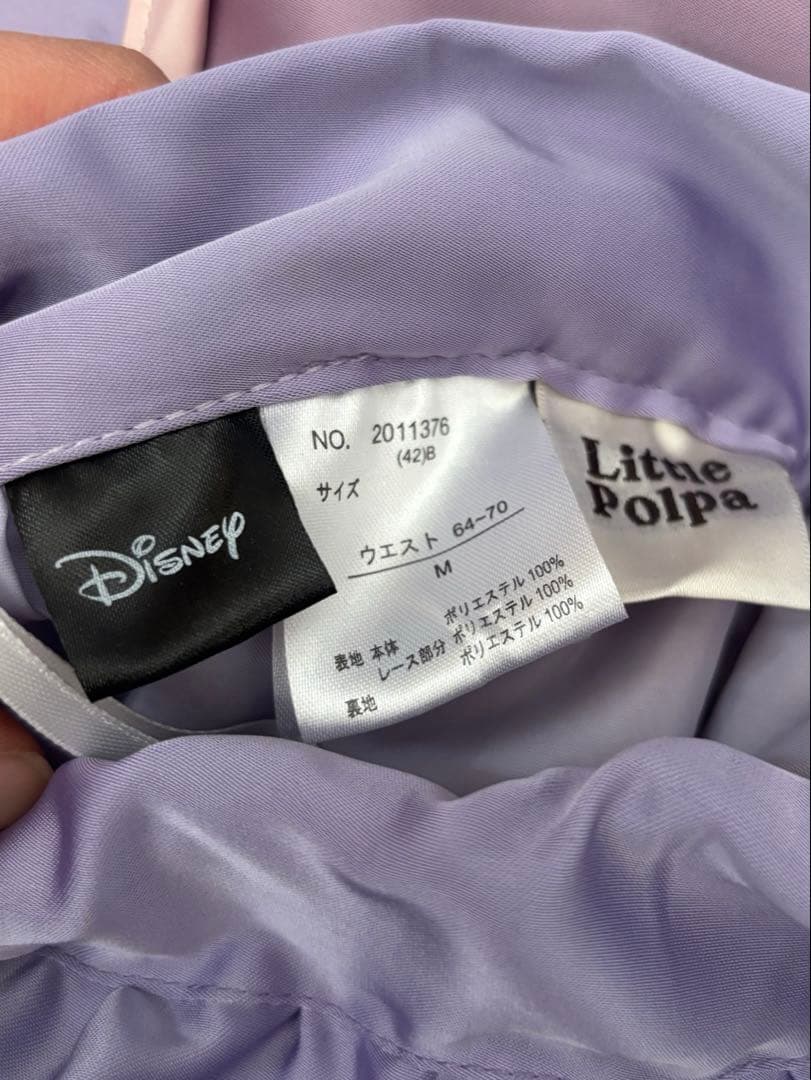 Disney
NO. 2011376
(42)B
サイズ
ウエスト 64-70
M
表地 本体 ポリエステル 100%
レース部分 ポリエステル 100%
裏地 ポリエステル 100%
Little
Polpa